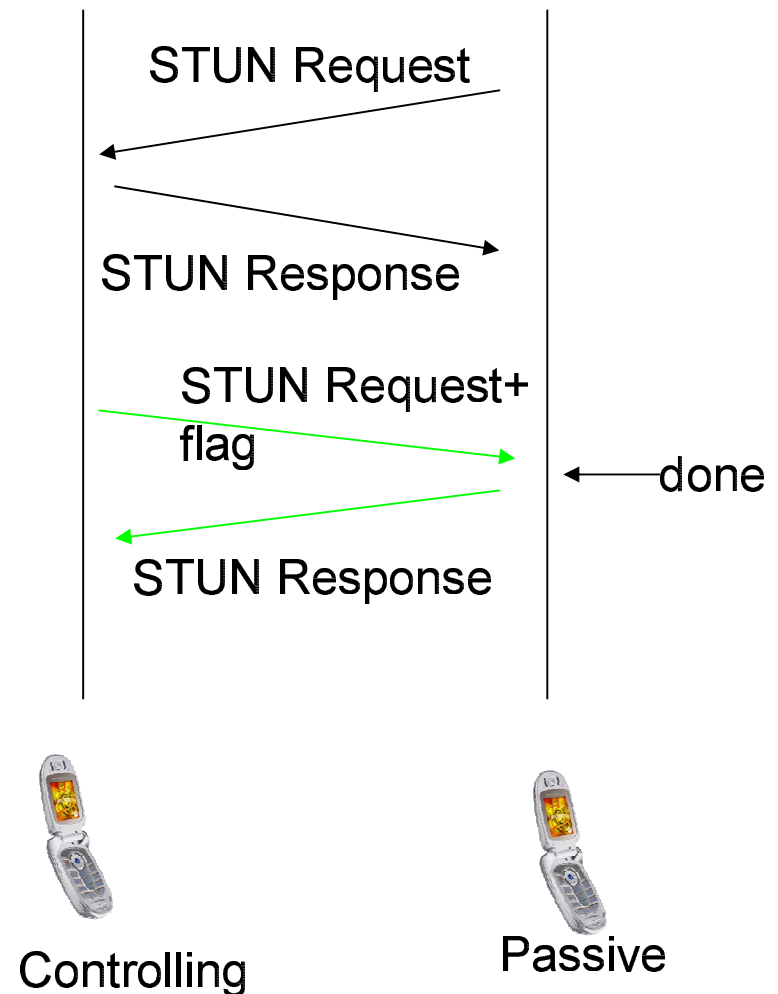 STUN Request
STUN Response
STUN Request+
flag
done
STUN Response
Controlling
Passive